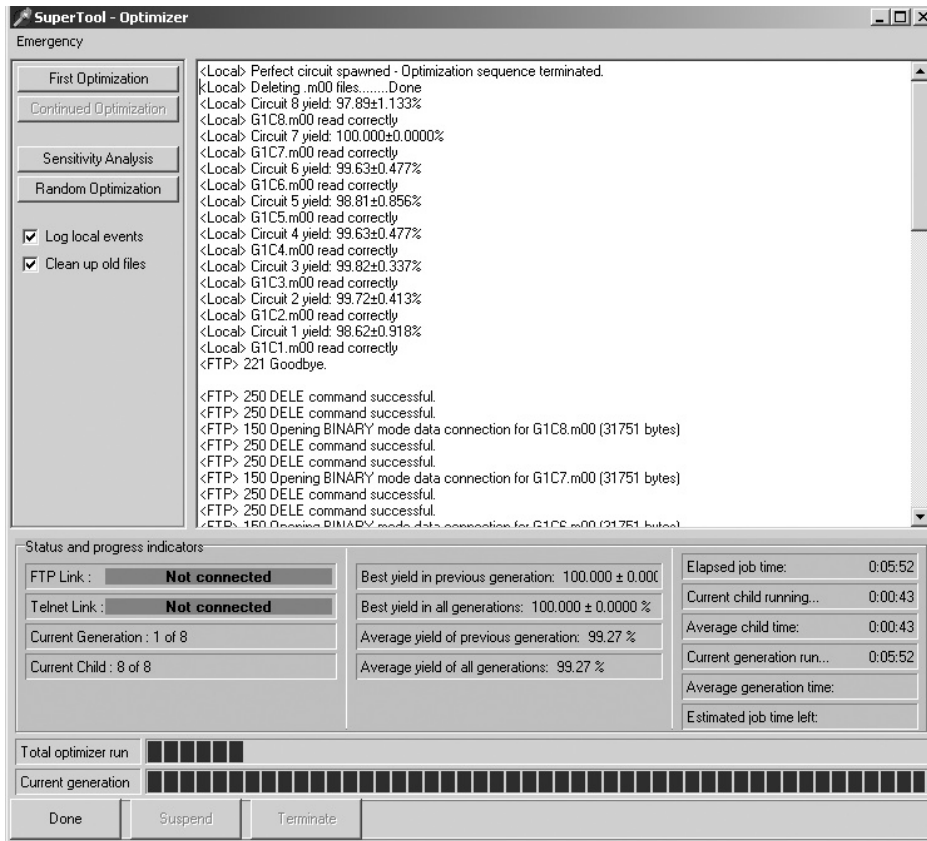 SuperTool - Optimizer
Emergency
First Optimization
Continued Optimization
Sensitivity Analysis
Random Optimization
Log local events
Clean up old files
<Local> Perfect circuit spawned - Optimization sequence terminated.
<Local> Deleting .m00 files........Done
<Local> Circuit 8 yield: 97.89±1.133%
<Local> G1C8.m00 read correctly
<Local> Circuit 7 yield: 100.000±0.0000%
<Local> G1C7.m00 read correctly
<Local> Circuit 6 yield: 99.63±0.477%
<Local> G1C6.m00 read correctly
<Local> Circuit 5 yield: 98.81±0.856%
<Local> G1C5.m00 read correctly
<Local> Circuit 4 yield: 99.63±0.477%
<Local> G1C4.m00 read correctly
<Local> Circuit 3 yield: 99.82±0.337%
<Local> G1C3.m00 read correctly
<Local> Circuit 2 yield: 99.72±0.413%
<Local> G1C2.m00 read correctly
<Local> Circuit 1 yield: 98.62±0.918%
<Local> G1C1.m00 read correctly
<FTP> 221 Goodbye.
<FTP> 250 DELE command successful.
<FTP> 250 DELE command successful.
<FTP> 150 Opening BINARY mode data connection for G1C8.m00 (31751 bytes)
<FTP> 250 DELE command successful.
<FTP> 250 DELE command successful.
<FTP> 150 Opening BINARY mode data connection for G1C7.m00 (31751 bytes)
<FTP> 250 DELE command successful.
<FTP> 250 DELE command successful.
<FTP> 150 Opening BINARY mode data connection for G1C6.m00 (31751 bytes)
Status and progress indicators
FTP Link : Not connected
Telnet Link : Not connected
Current Generation : 1 of 8
Current Child : 8 of 8
Best yield in previous generation: 100.000 ± 0.000
Best yield in all generations: 100.000 ± 0.0000 %
Average yield of previous generation: 99.27 %
Average yield of all generations: 99.27 %
Elapsed job time: 0:05:52
Current child running... 0:00:43
Average child time: 0:00:43
Current generation run... 0:05:52
Average generation time:
Estimated job time left:
Total optimizer run
Current generation
Done
Suspend
Terminate